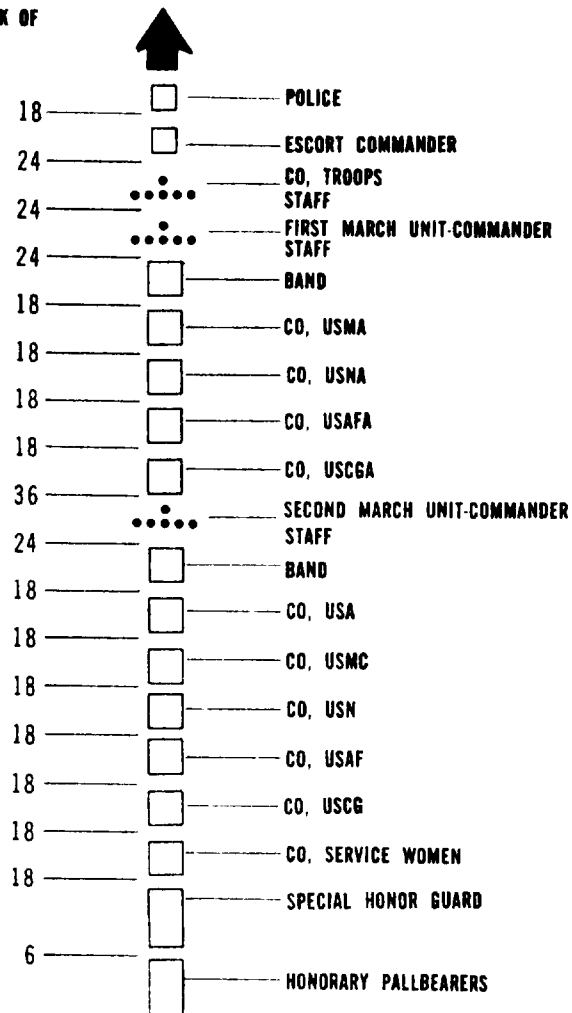 K OF
POLICE
18
ESCORT COMMANDER
24
CO, TROOPS
STAFF
24
FIRST MARCH UNIT-COMMANDER
STAFF
24
BAND
18
CO, USMA
18
CO, USNA
18
CO, USAFA
18
CO, USCGA
36
SECOND MARCH UNIT-COMMANDER
STAFF
24
BAND
18
CO, USA
18
CO, USMC
18
CO, USN
18
CO, USAF
18
CO, USCG
18
CO, SERVICE WOMEN
18
SPECIAL HONOR GUARD
6
HONORARY PALLBEARERS